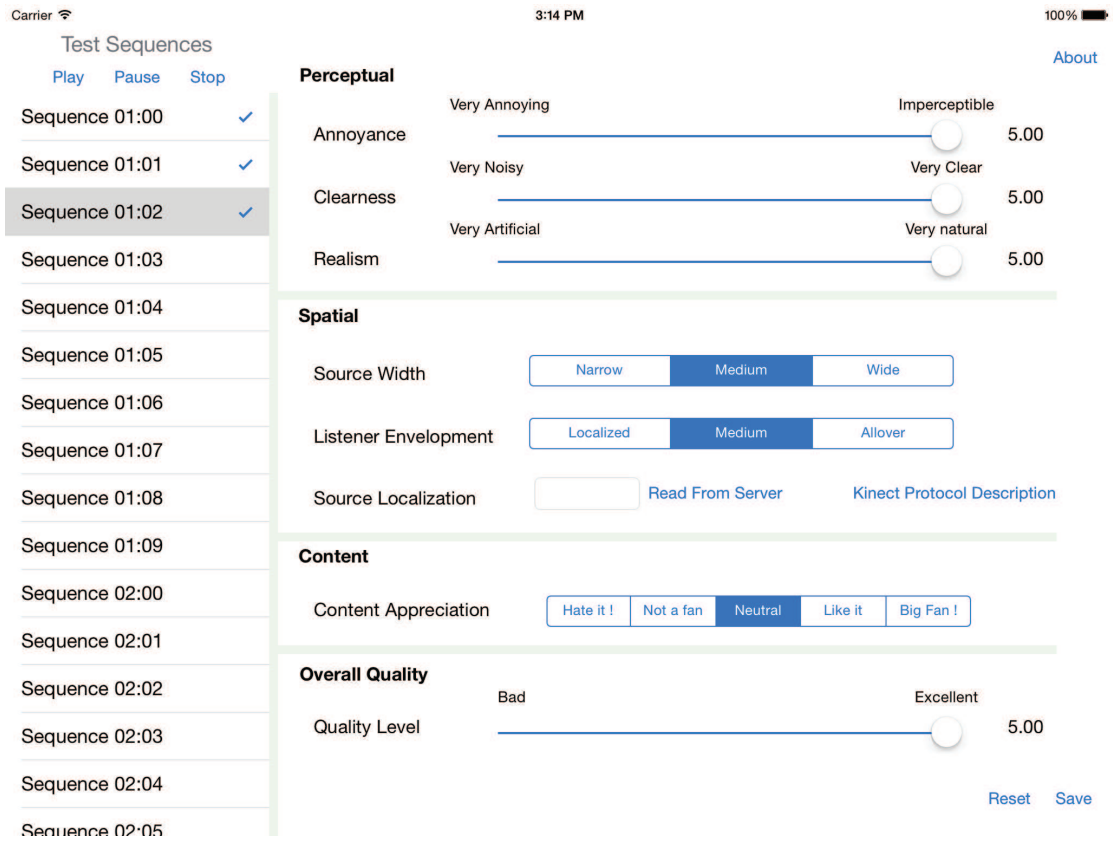 Carrier 3:14 PM 100%
Test Sequences
About
Play Pause Stop
Sequence 01:00
Sequence 01:01
Sequence 01:02
Sequence 01:03
Sequence 01:04
Sequence 01:05
Sequence 01:06
Sequence 01:07
Sequence 01:08
Sequence 01:09
Sequence 02:00
Sequence 02:01
Sequence 02:02
Sequence 02:03
Sequence 02:04
Sequence 02:05
Perceptual
Very Annoying Imperceptible
Annoyance 5.00
Very Noisy Very Clear
Clearness 5.00
Very Artificial Very natural
Realism 5.00
Spatial
Source Width Narrow Medium Wide
Listener Envelopment Localized Medium Allover
Source Localization Read From Server Kinect Protocol Description
Content
Content Appreciation Hate it ! Not a fan Neutral Like it Big Fan !
Overall Quality
Bad Excellent
Quality Level 5.00
Reset Save